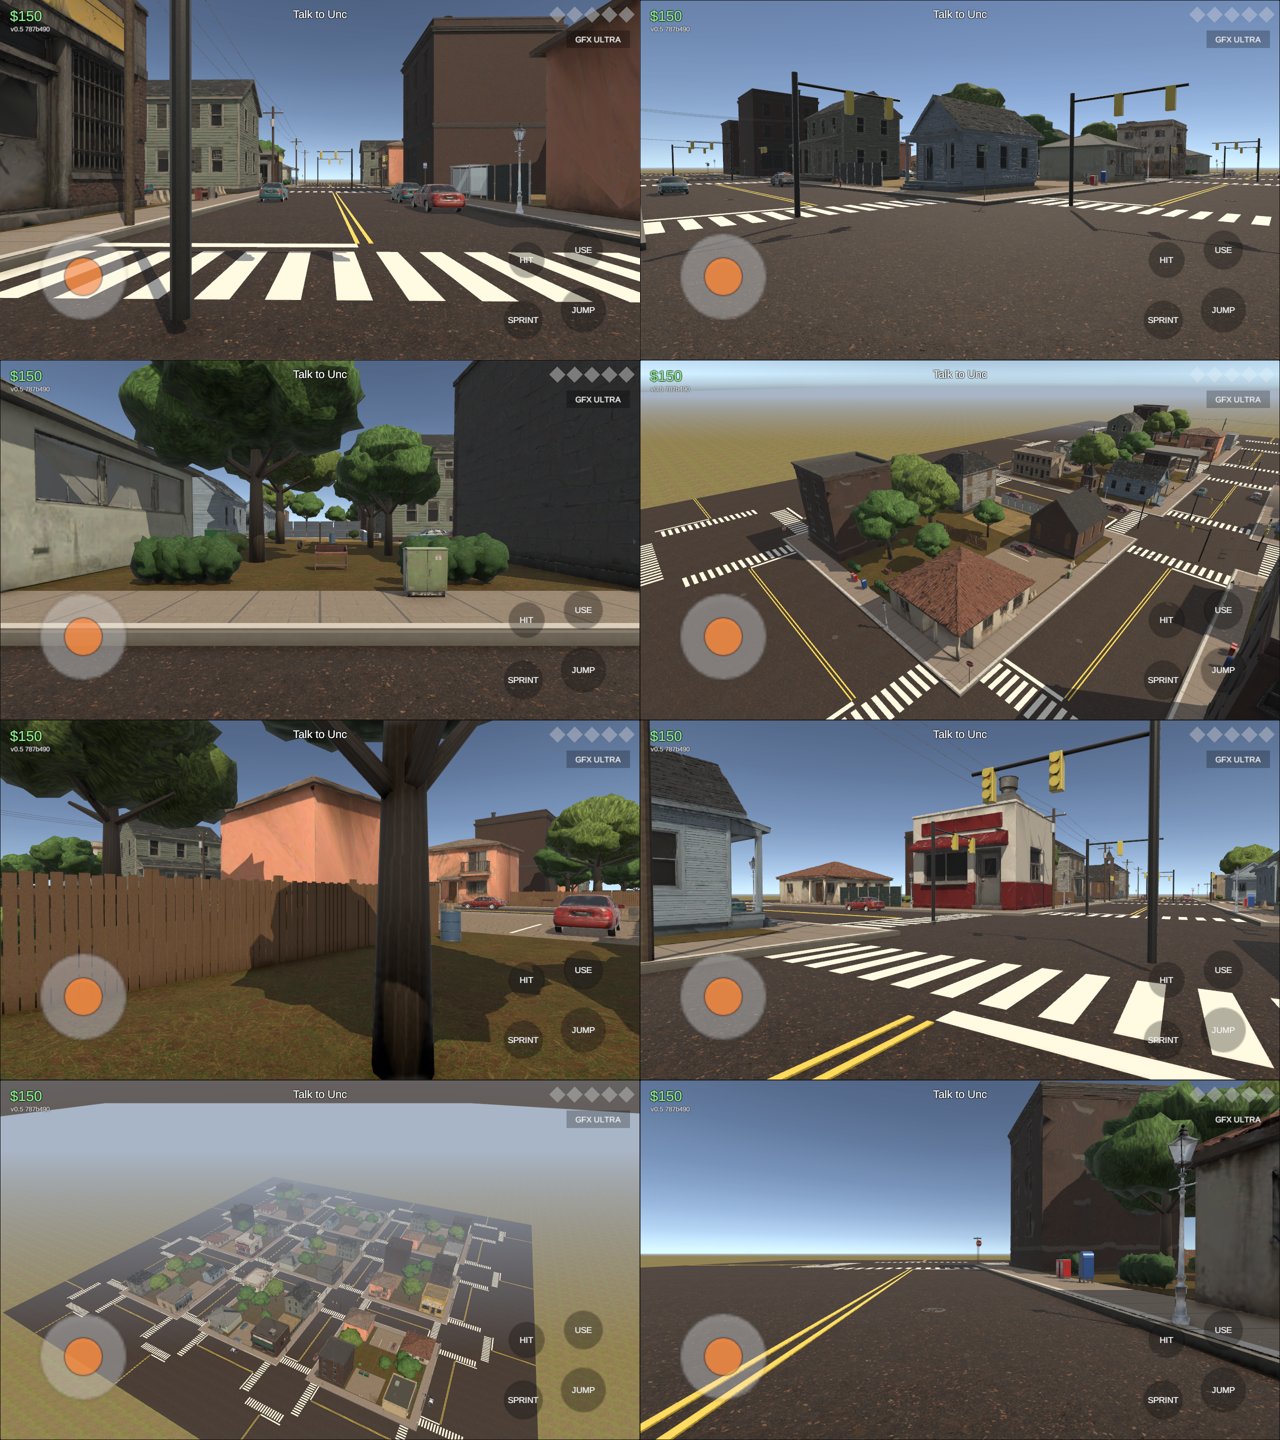 $150
Talk to Unc
v0.5 787b490
GFX ULTRA
USE
HIT
JUMP
SPRINT
$150
Talk to Unc
v0.5 787b490
GFX ULTRA
USE
HIT
JUMP
SPRINT
$150
Talk to Unc
v0.5 787b490
GFX ULTRA
USE
HIT
JUMP
SPRINT
$150
Talk to Unc
v0.5 787b490
GFX ULTRA
USE
HIT
JUMP
SPRINT
$150
Talk to Unc
v0.5 787b490
GFX ULTRA
USE
HIT
JUMP
SPRINT
$150
Talk to Unc
v0.5 787b490
GFX ULTRA
USE
HIT
JUMP
SPRINT
$150
Talk to Unc
v0.5 787b490
GFX ULTRA
USE
HIT
JUMP
SPRINT
$150
Talk to Unc
v0.5 787b490
GFX ULTRA
USE
HIT
JUMP
SPRINT